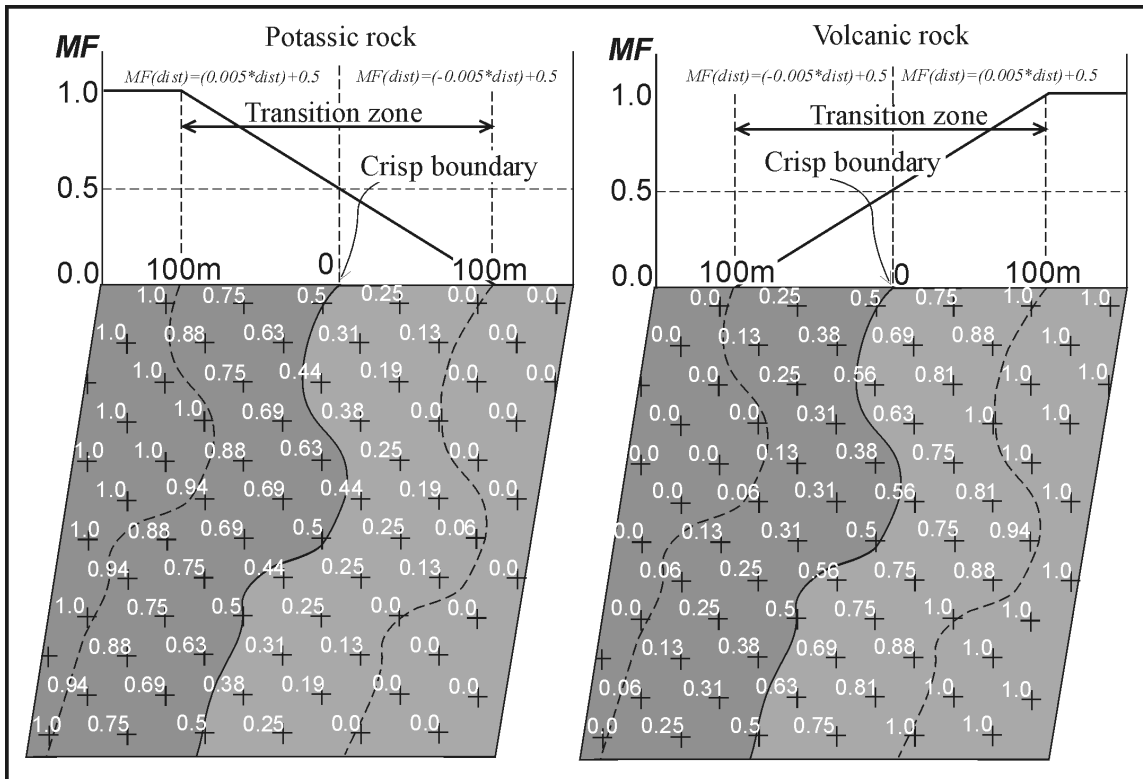 MF
Potassic rock
MF(dist)=(0.005*dist)+0.5
MF(dist)=(-0.005*dist)+0.5
1.0
Transition zone
Crisp boundary
0.5
0.0
100m
0
100m
1.0 0.75 0.5 0.25 0.0 0.0
1.0 0.88 0.63 0.31 0.13 0.0
1.0 0.75 0.44 0.19 0.0 0.0
1.0 1.0 0.69 0.38 0.0 0.0
1.0 1.0 0.88 0.63 0.25 0.0
1.0 0.94 0.69 0.44 0.19 0.0
1.0 0.88 0.69 0.5 0.25 0.06
0.94 0.75 0.44 0.25 0.13 0.0
1.0 0.75 0.5 0.25 0.0 0.0
0.88 0.63 0.31 0.13 0.0
0.94 0.69 0.38 0.19 0.0 0.0
1.0 0.75 0.5 0.25 0.0 0.0
MF
Volcanic rock
MF(dist)=(-0.005*dist)+0.5
MF(dist)=(0.005*dist)+0.5
1.0
Transition zone
Crisp boundary
0.5
0.0
100m
0
100m
0.0 0.25 0.5 0.75 1.0 1.0
0.0 0.13 0.38 0.69 0.88 1.0
0.0 0.25 0.56 0.81 1.0 1.0
0.0 0.0 0.31 0.63 1.0 1.0
0.0 0.0 0.13 0.38 0.75 1.0
0.0 0.06 0.31 0.56 0.81 1.0
0.0 0.13 0.31 0.5 0.75 0.94
0.06 0.25 0.56 0.75 0.88 1.0
0.0 0.25 0.5 0.75 1.0 1.0
0.13 0.38 0.69 0.88 1.0
0.06 0.31 0.63 0.81 1.0 1.0
0.0 0.25 0.5 0.75 1.0 1.0